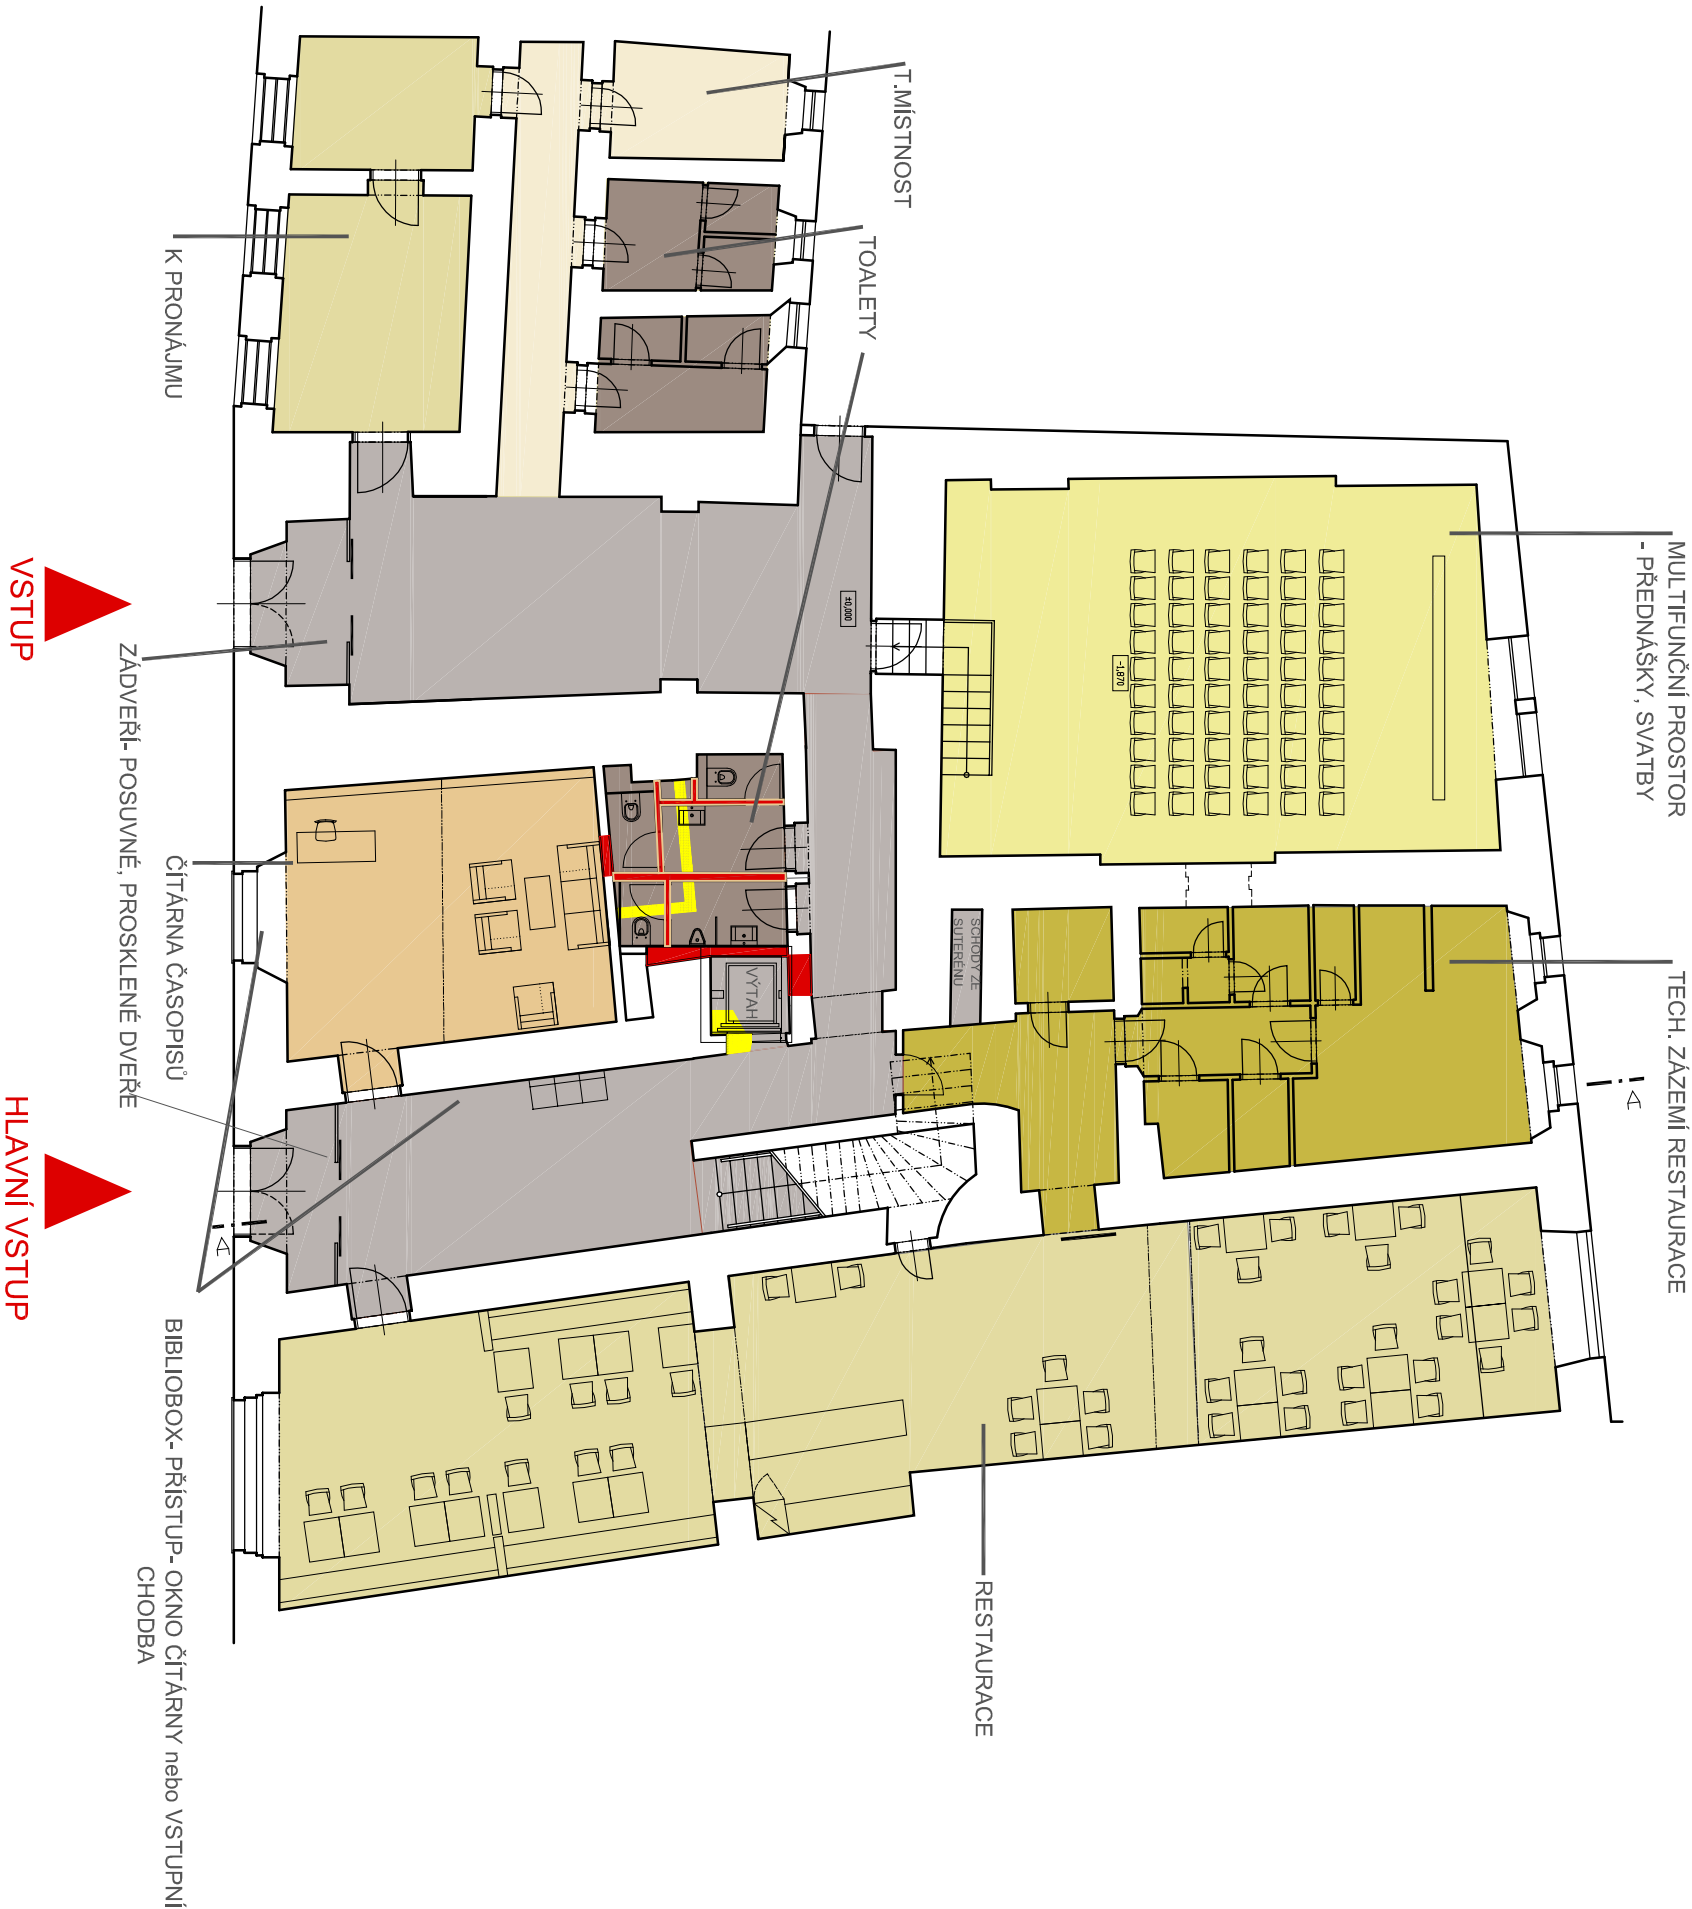 MULTIFUNČNÍ PROSTOR
- PŘEDNÁŠKY, SVATBY
TECH. ZÁZEMÍ RESTAURACE
A
T.MÍSTNOST
TOALETY
±0,000
-1,870
SCHODY ZE
SUTERÉNU
VÝTAH
RESTAURACE
K PRONÁJMU
ČÍTÁRNA ČASOPISŮ
ZÁDVEŘÍ- POSUVNÉ, PROSKLENÉ DVEŘE
A
BIBLIOBOX- PŘÍSTUP- OKNO ČÍTÁRNY nebo VSTUPNÍ
CHODBA
VSTUP
HLAVNÍ VSTUP